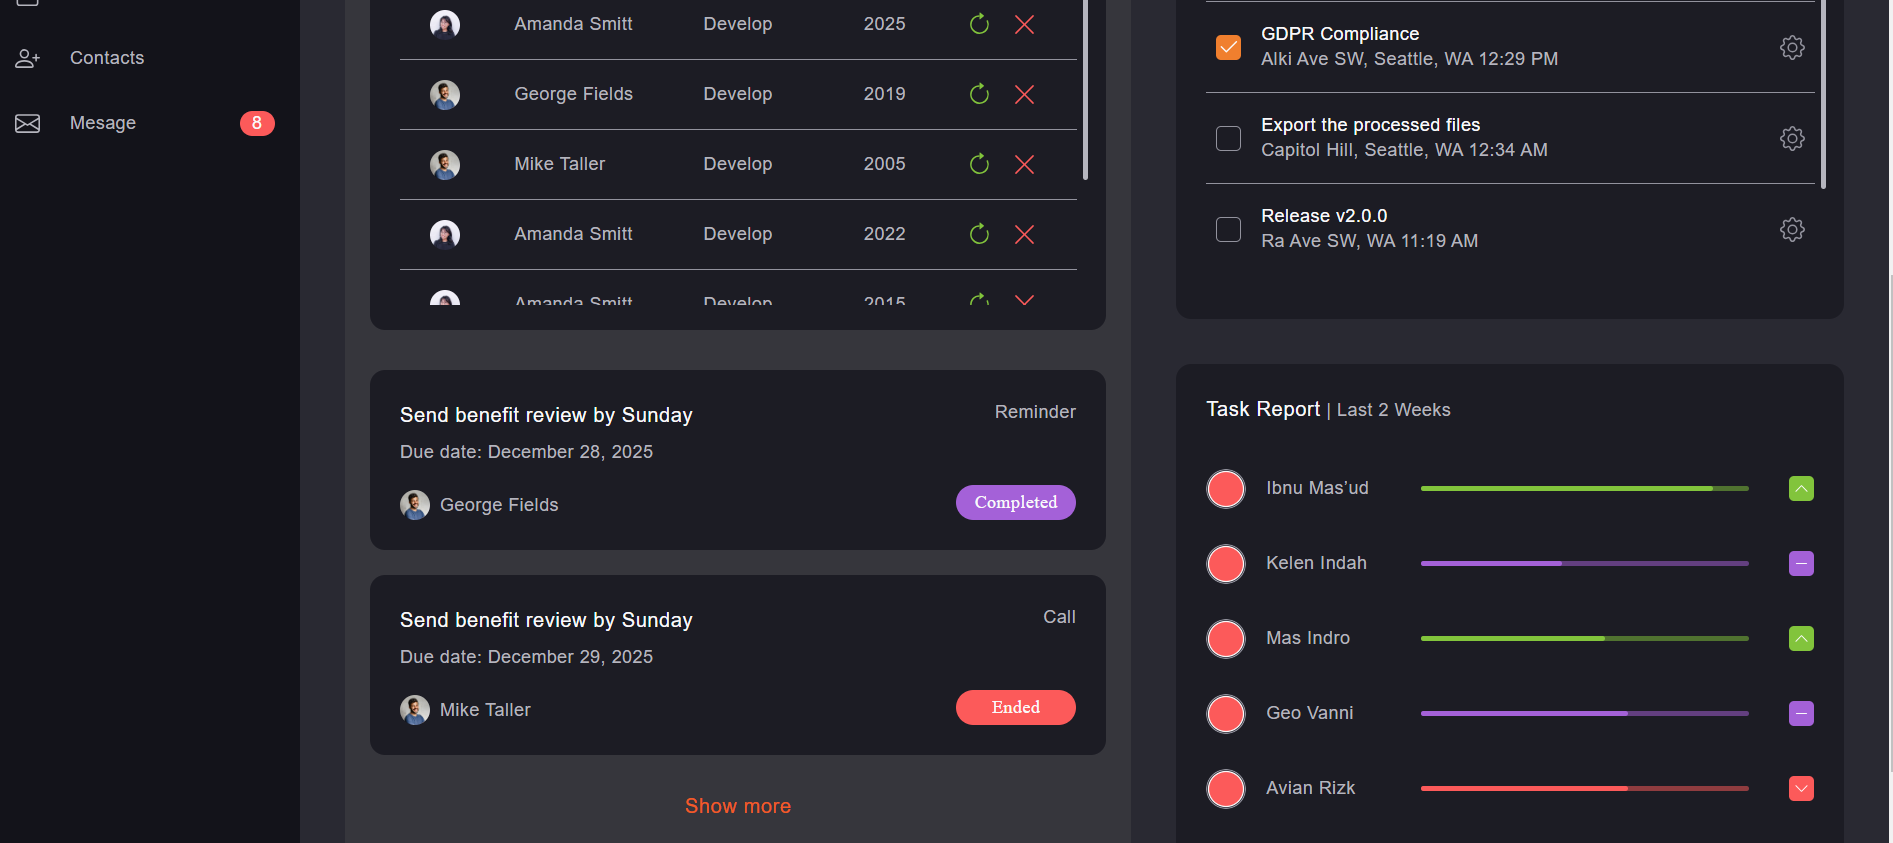 Contacts
Mesage 8
Amanda Smitt Develop 2025
George Fields Develop 2019
Mike Taller Develop 2005
Amanda Smitt Develop 2022
Amanda Smitt Develop 2015
Send benefit review by Sunday Reminder
Due date: December 28, 2025
George Fields Completed
Send benefit review by Sunday Call
Due date: December 29, 2025
Mike Taller Ended
Show more
GDPR Compliance
Alki Ave SW, Seattle, WA 12:29 PM
Export the processed files
Capitol Hill, Seattle, WA 12:34 AM
Release v2.0.0
Ra Ave SW, WA 11:19 AM
Task Report | Last 2 Weeks
Ibnu Mas’ud
Kelen Indah
Mas Indro
Geo Vanni
Avian Rizk